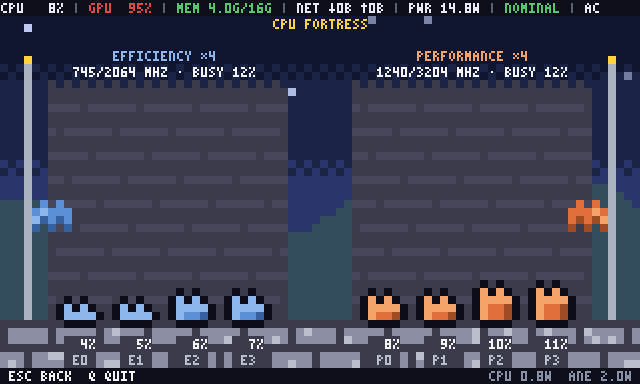 CPU 8% | GPU 95% | MEM 4.0G/16G | NET ↑0B ↑0B | PWR 14.8W | NOMINAL | AC
CPU FORTRESS
EFFICIENCY ×4
745/2064 MHZ · BUSY 12%
PERFORMANCE ×4
1240/3204 MHZ · BUSY 12%
4% 5% 6% 7% 8% 9% 10% 11%
E0 E1 E2 E3 P0 P1 P2 P3
ESC BACK Q QUIT CPU 0.8W ANE 2.0W